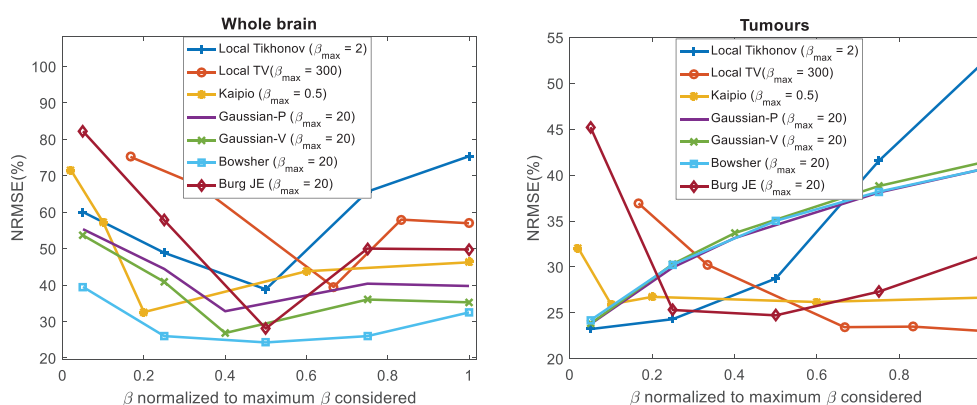 Whole brain
NRMSE(%)
100
90
80
70
60
50
40
30
20
0
0.2
0.4
0.6
0.8
1
β normalized to maximum β considered
Local Tikhonov (βmax = 2)
Local TV(βmax = 300)
Kaipio (βmax = 0.5)
Gaussian-P (βmax = 20)
Gaussian-V (βmax = 20)
Bowsher (βmax = 20)
Burg JE (βmax = 20)
Tumours
NRMSE(%)
55
50
45
40
35
30
25
20
0
0.2
0.4
0.6
0.8
β normalized to maximum β considered
Local Tikhonov (βmax = 2)
Local TV (βmax = 300)
Kaipio (βmax = 0.5)
Gaussian-P (βmax = 20)
Gaussian-V (βmax = 20)
Bowsher (βmax = 20)
Burg JE (βmax = 20)